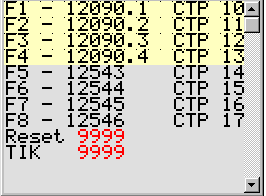 F1 - 12090.1 CTP 10
F2 - 12090.2 CTP 11
F3 - 12090.3 CTP 12
F4 - 12090.4 CTP 13
F5 - 12543 CTP 14
F6 - 12544 CTP 15
F7 - 12545 CTP 16
F8 - 12546 CTP 17
Reset 9999
TIK 9999